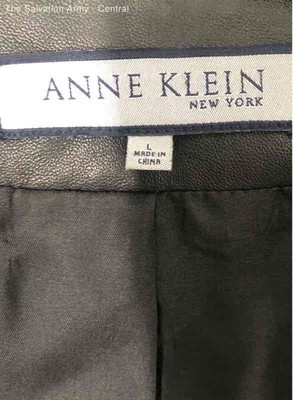 The Salvation Army - Central
ANNE KLEIN
NEW YORK
L
MADE IN
CHINA